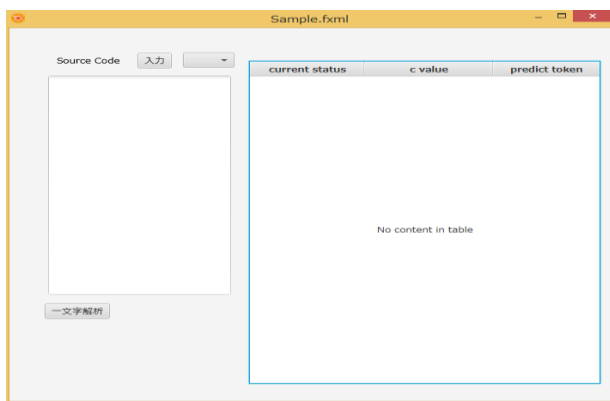 Sample.fxml
Source Code 入力
current status c value predict token
No content in table
一文字解析